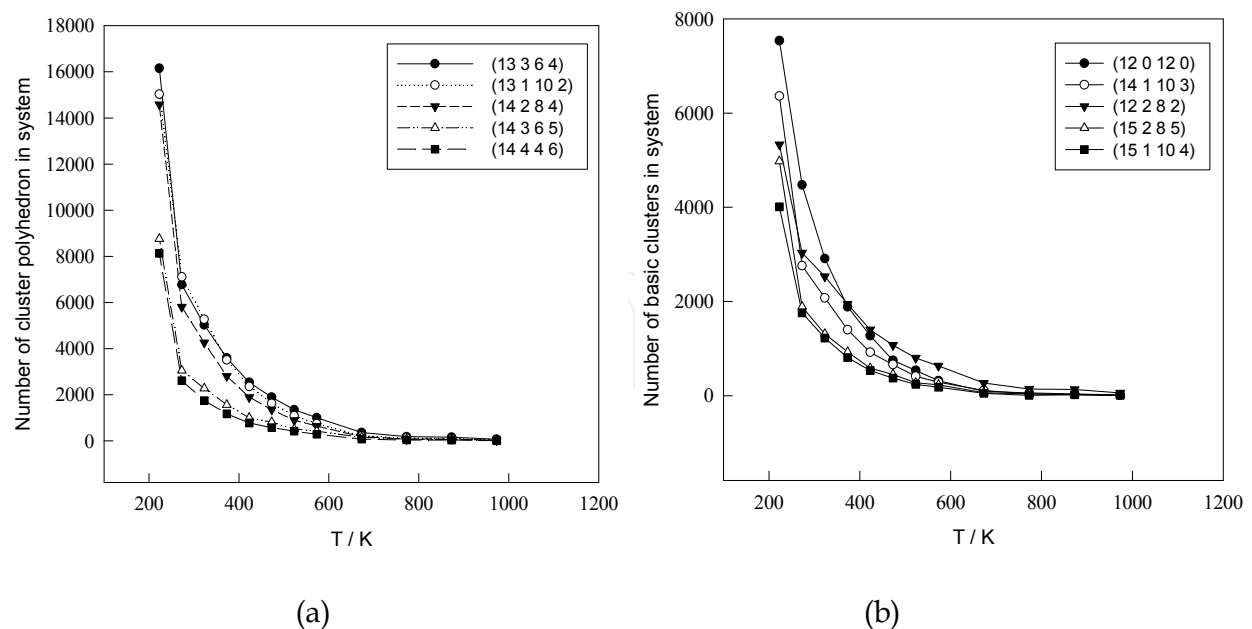 Number of cluster polyhedron in system
18000
16000
14000
12000
10000
8000
6000
4000
2000
0
200 400 600 800 1000 1200
T / K
(13 3 6 4)
(13 1 10 2)
(14 2 8 4)
(14 3 6 5)
(14 4 4 6)
(a)
Number of basic clusters in system
8000
6000
4000
2000
0
200 400 600 800 1000 1200
T / K
(12 0 12 0)
(14 1 10 3)
(12 2 8 2)
(15 2 8 5)
(15 1 10 4)
(b)